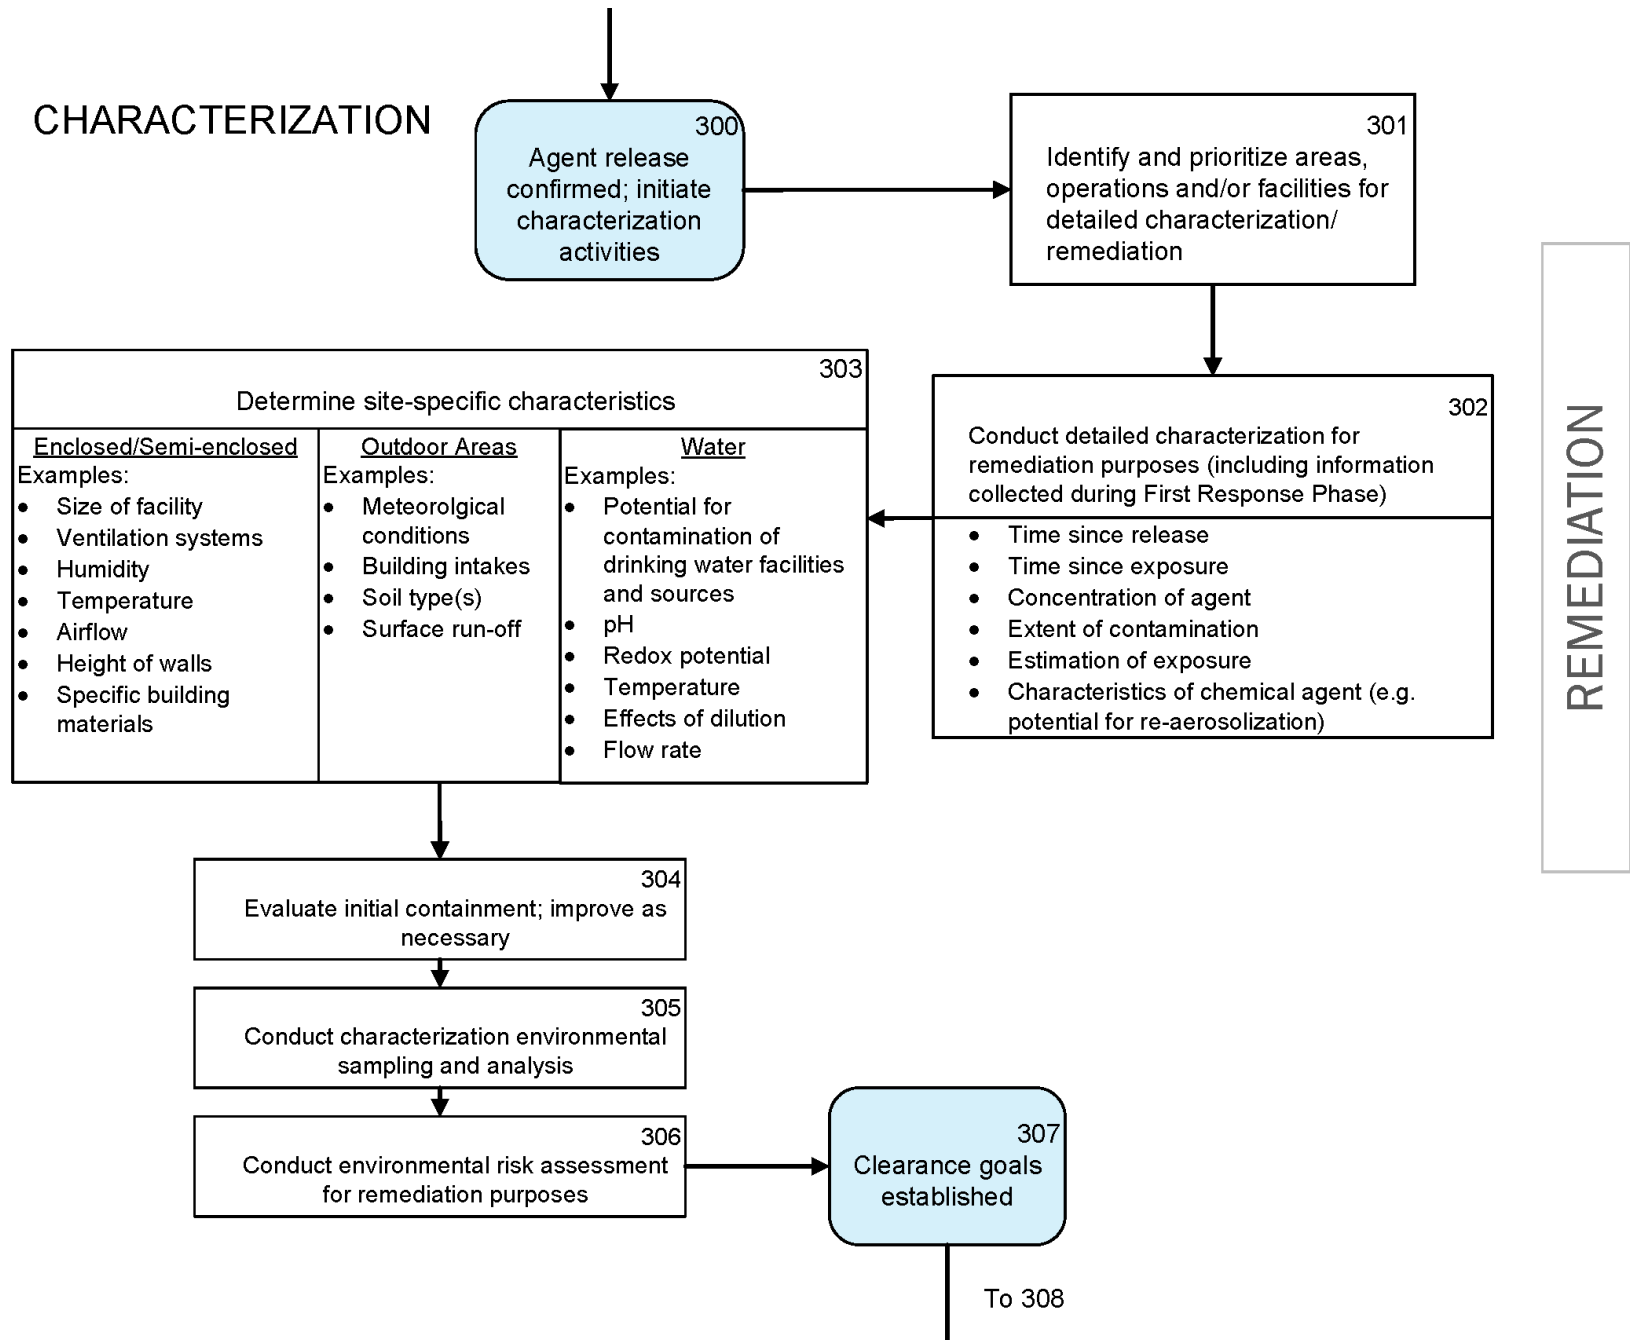 CHARACTERIZATION
300
Agent release
confirmed; initiate
characterization
activities
301
Identify and prioritize areas,
operations and/or facilities for
detailed characterization/
remediation
302
Conduct detailed characterization for
remediation purposes (including information
collected during First Response Phase)
• Time since release
• Time since exposure
• Concentration of agent
• Extent of contamination
• Estimation of exposure
• Characteristics of chemical agent (e.g.
potential for re-aerosolization)
303
Determine site-specific characteristics
Enclosed/Semi-enclosed
Examples:
• Size of facility
• Ventilation systems
• Humidity
• Temperature
• Airflow
• Height of walls
• Specific building
materials
Outdoor Areas
Examples:
• Meteorolgical
conditions
• Building intakes
• Soil type(s)
• Surface run-off
Water
Examples:
• Potential for
contamination of
drinking water facilities
and sources
• pH
• Redox potential
• Temperature
• Effects of dilution
• Flow rate
304
Evaluate initial containment; improve as
necessary
305
Conduct characterization environmental
sampling and analysis
306
Conduct environmental risk assessment
for remediation purposes
307
Clearance goals
established
To 308
REMEDIATION